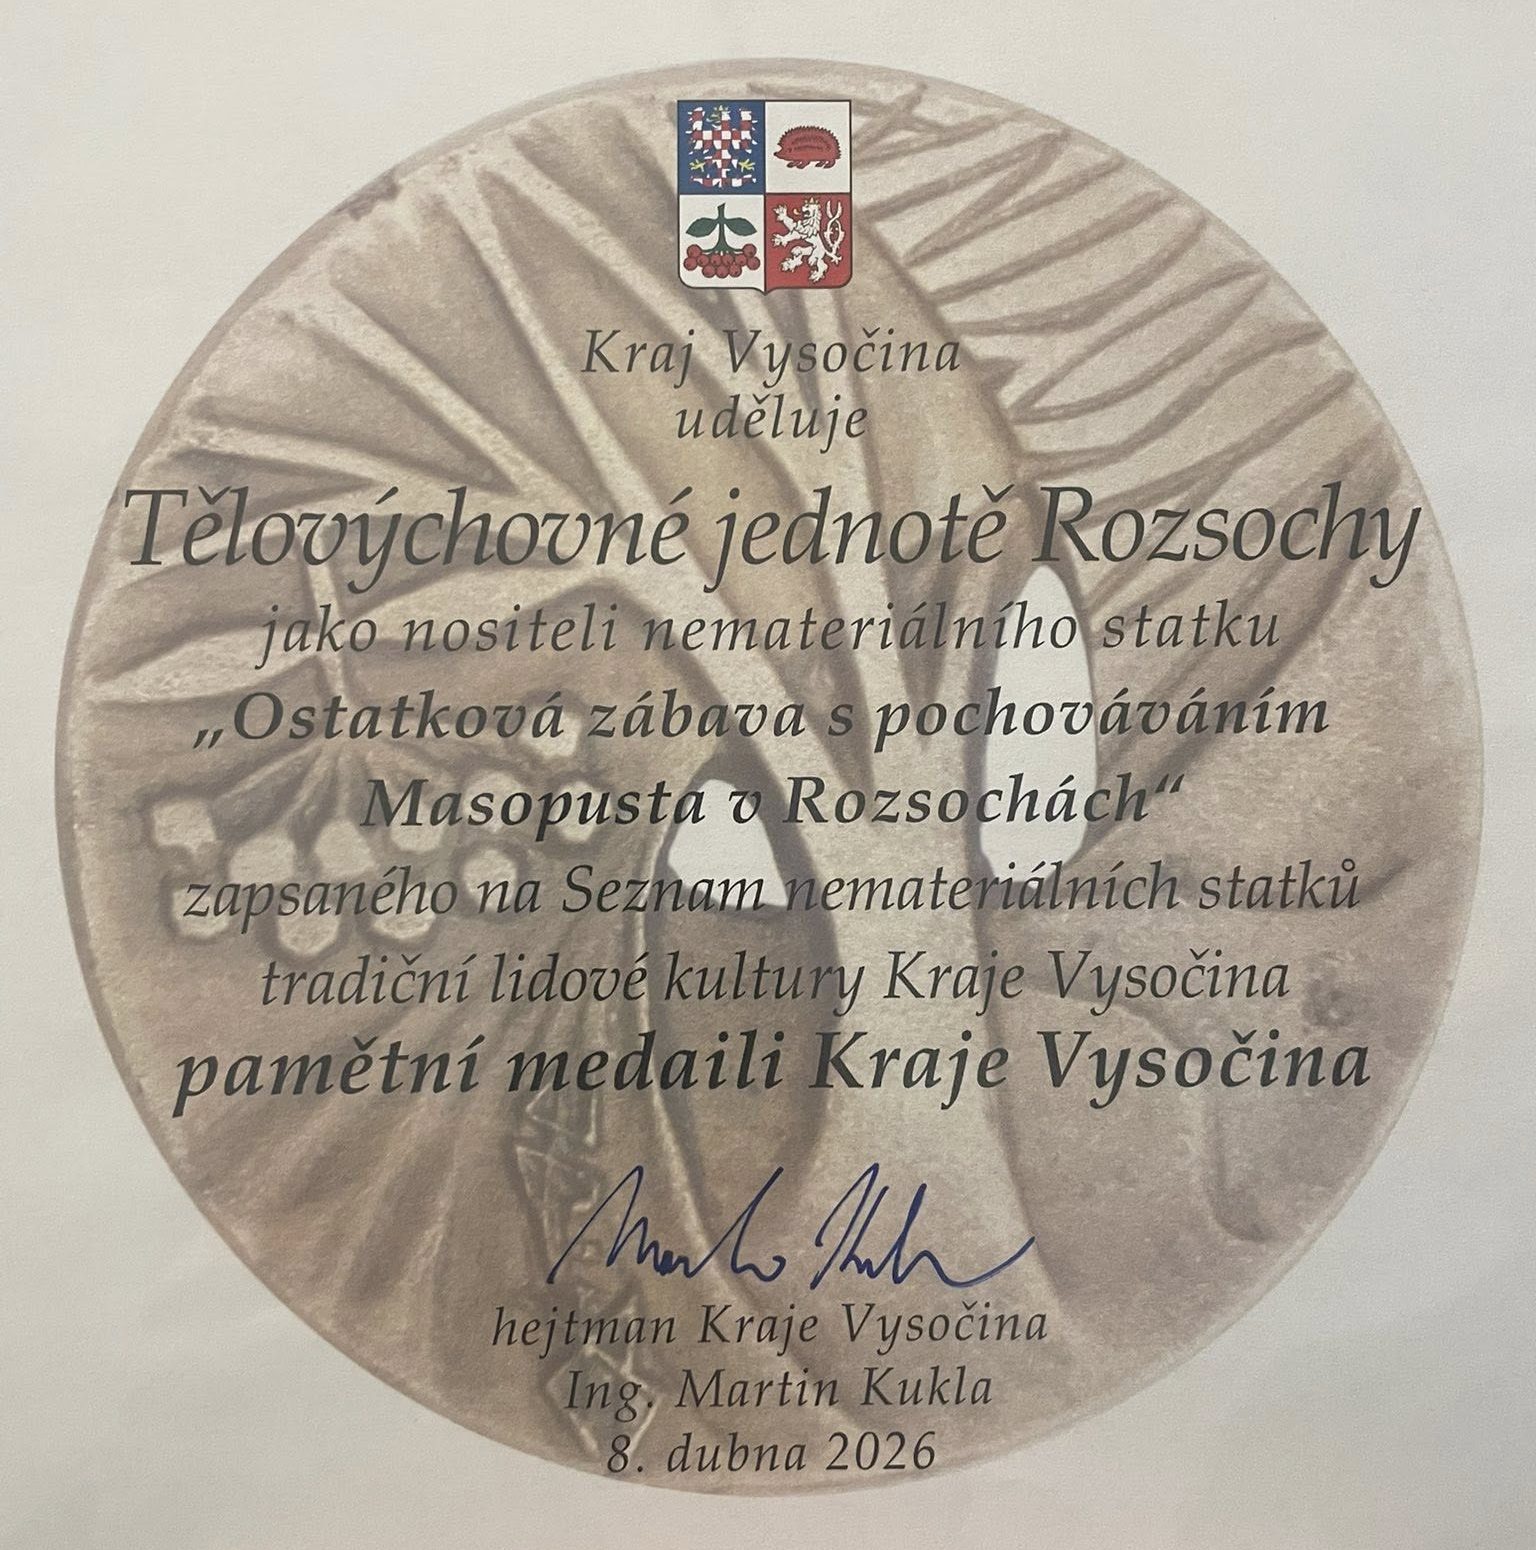 Kraj Vysočina
uděluje
Tělovýchovné jednotě Rozsochy
jako nositeli nemateriálního statku
„Ostatková zábava s pochováváním
Masopusta v Rozsochách“
zapsaného na Seznam nemateriálních statků
tradiční lidové kultury Kraje Vysočina
pamětní medaili Kraje Vysočina
hejtman Kraje Vysočina
Ing. Martin Kukla
8. dubna 2026